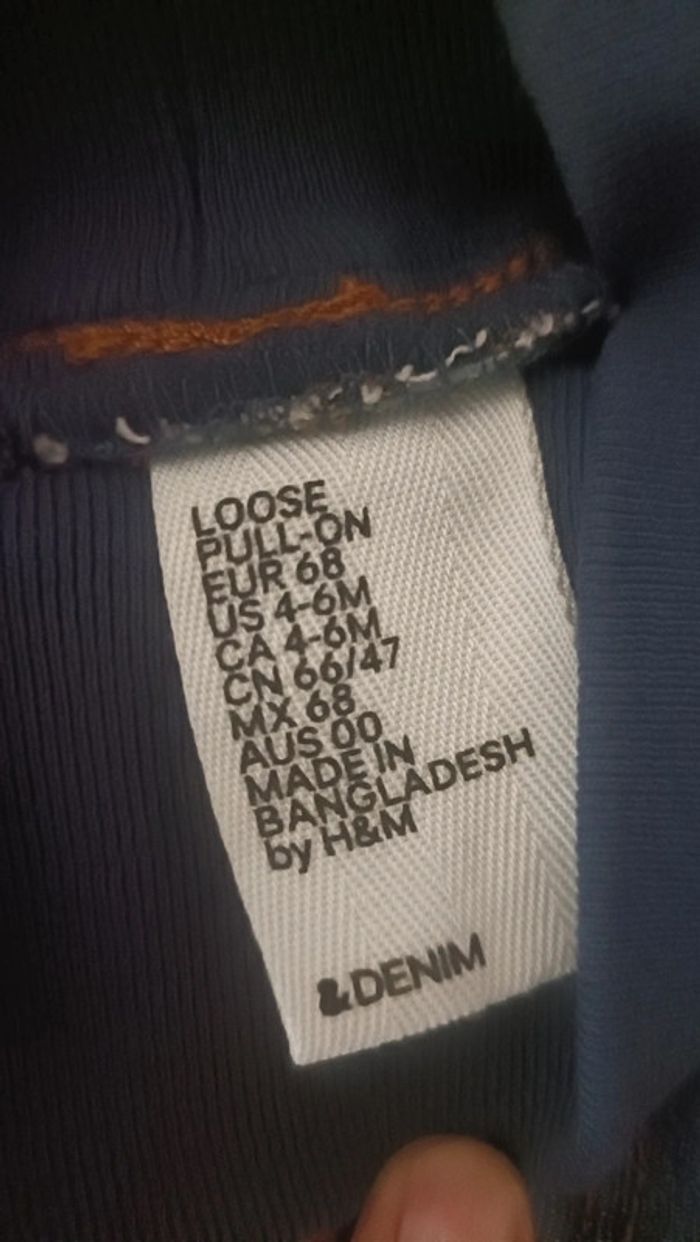 LOOSE
PULL-ON
EUR 68
US 4-6M
CA 4-6M
CN 66/47
MX 68
AUS 00
MADE IN
BANGLADESH
by H&M
&DENIM